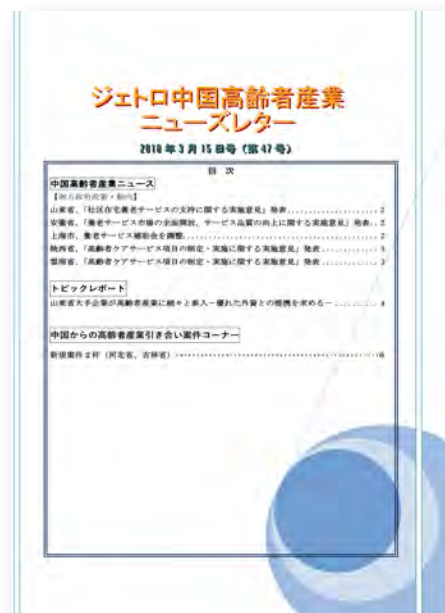 ジェトロ中国高齢者産業
ニューズレター
2018年3月15日号（第47号）
目 次
中国高齢者産業ニュース
【地方政府政策・動向】
山東省、「社区在宅養老サービスの支持に関する実施意見」発表 2
安徽省、「養老サービス市場の全面開放、サービス品質の向上に関する実施意見」発表 2
上海市、養老サービス補助金を調整 2
陝西省、「高齢者ケアサービス項目の制定・実施に関する実施意見」発表 3
雲南省、「高齢者ケアサービス項目の制定・実施に関する実施意見」発表 3
トピックレポート
山東省大手企業が高齢者産業に続々と参入－優れた外資との提携を求める－ 4
中国からの高齢者産業引き合い案件コーナー
新規案件2件（河北省、吉林省） 6